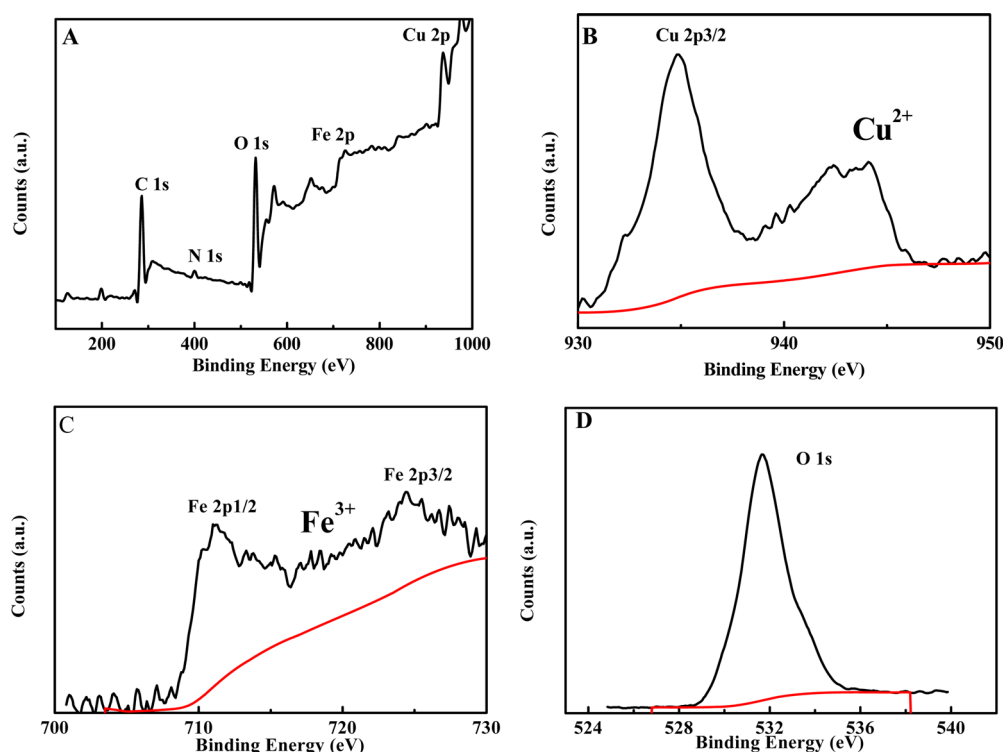 A
Cu 2p
Fe 2p
O 1s
C 1s
N 1s
Counts (a.u.)
200 400 600 800 1000
Binding Energy (eV)
B
Cu 2p3/2
Cu²⁺
Counts (a.u.)
930 940 950
Binding Energy (eV)
C
Fe 2p3/2
Fe 2p1/2
Fe³⁺
Counts (a.u.)
700 710 720 730
Binding Energy (eV)
D
O 1s
Counts (a.u.)
524 528 532 536 540
Binding Energy (eV)